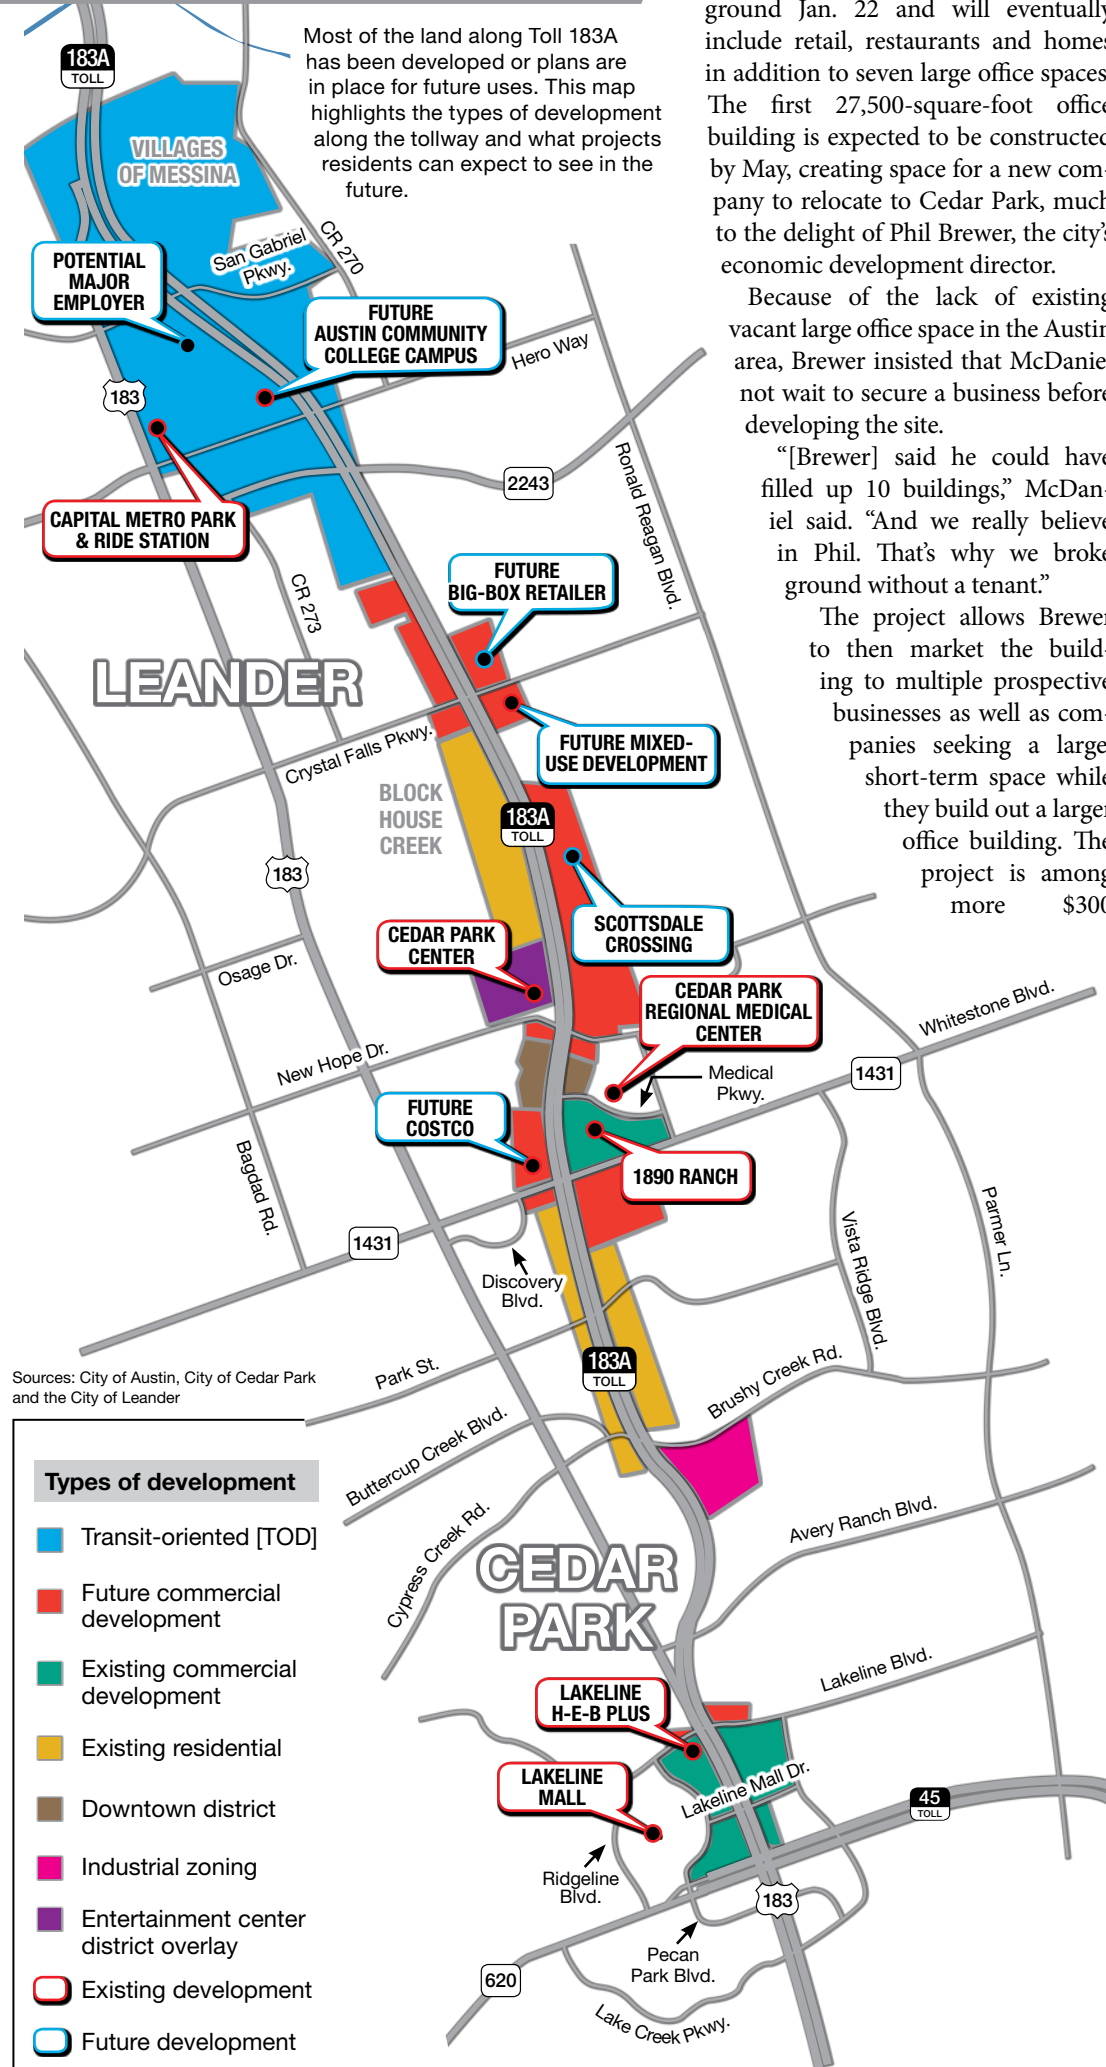 Most of the land along Toll 183A
has been developed or plans are
in place for future uses. This map
highlights the types of development
along the tollway and what projects
residents can expect to see in the
future.
ground Jan. 22 and will eventually
include retail, restaurants and homes
in addition to seven large office spaces.
The first 27,500-square-foot office
building is expected to be constructed
by May, creating space for a new com-
pany to relocate to Cedar Park, much
to the delight of Phil Brewer, the city's
economic development director.
Because of the lack of existing
vacant large office space in the Austin
area, Brewer insisted that McDaniel
not wait to secure a business before
developing the site.
“[Brewer] said he could have
filled up 10 buildings,” McDan-
iel said. “And we really believe
in Phil. That’s why we broke
ground without a tenant.”
The project allows Brewer
to then market the build-
ing to multiple prospective
businesses as well as com-
panies seeking a large
short-term space while
they build out a larger
office building. The
project is among
more $300
183A
TOLL
VILLAGES
OF MESSINA
San Gabriel
Pkwy.
CR 270
POTENTIAL
MAJOR
EMPLOYER
FUTURE
AUSTIN COMMUNITY
COLLEGE CAMPUS
Hero Way
183
2243
Ronald Reagan Blvd.
CAPITAL METRO PARK
& RIDE STATION
CR 273
FUTURE
BIG-BOX RETAILER
LEANDER
FUTURE MIXED-
USE DEVELOPMENT
Crystal Falls Pkwy.
BLOCK
HOUSE
CREEK
183A
TOLL
183
SCOTTSDALE
CROSSING
CEDAR PARK
CENTER
Osage Dr.
CEDAR PARK
REGIONAL MEDICAL
CENTER
Whitestone Blvd.
New Hope Dr.
Medical
Pkwy.
1431
FUTURE
COSTCO
1890 RANCH
Bagdad Rd.
1431
Discovery
Blvd.
Vista Ridge Blvd.
Parmer Ln.
183A
TOLL
Park St.
Brushy Creek Rd.
Sources: City of Austin, City of Cedar Park
and the City of Leander
Buttercup Creek Blvd.
Cypress Creek Rd.
Avery Ranch Blvd.
CEDAR
PARK
Lakeline Blvd.
LAKELINE
H-E-B PLUS
LAKELINE
MALL
Lakeline Mall Dr.
45
TOLL
Ridgeline
Blvd.
183
Pecan
Park Blvd.
620
Lake Creek Pkwy.
Types of development
Transit-oriented [TOD]
Future commercial
development
Existing commercial
development
Existing residential
Downtown district
Industrial zoning
Entertainment center
district overlay
Existing development
Future development